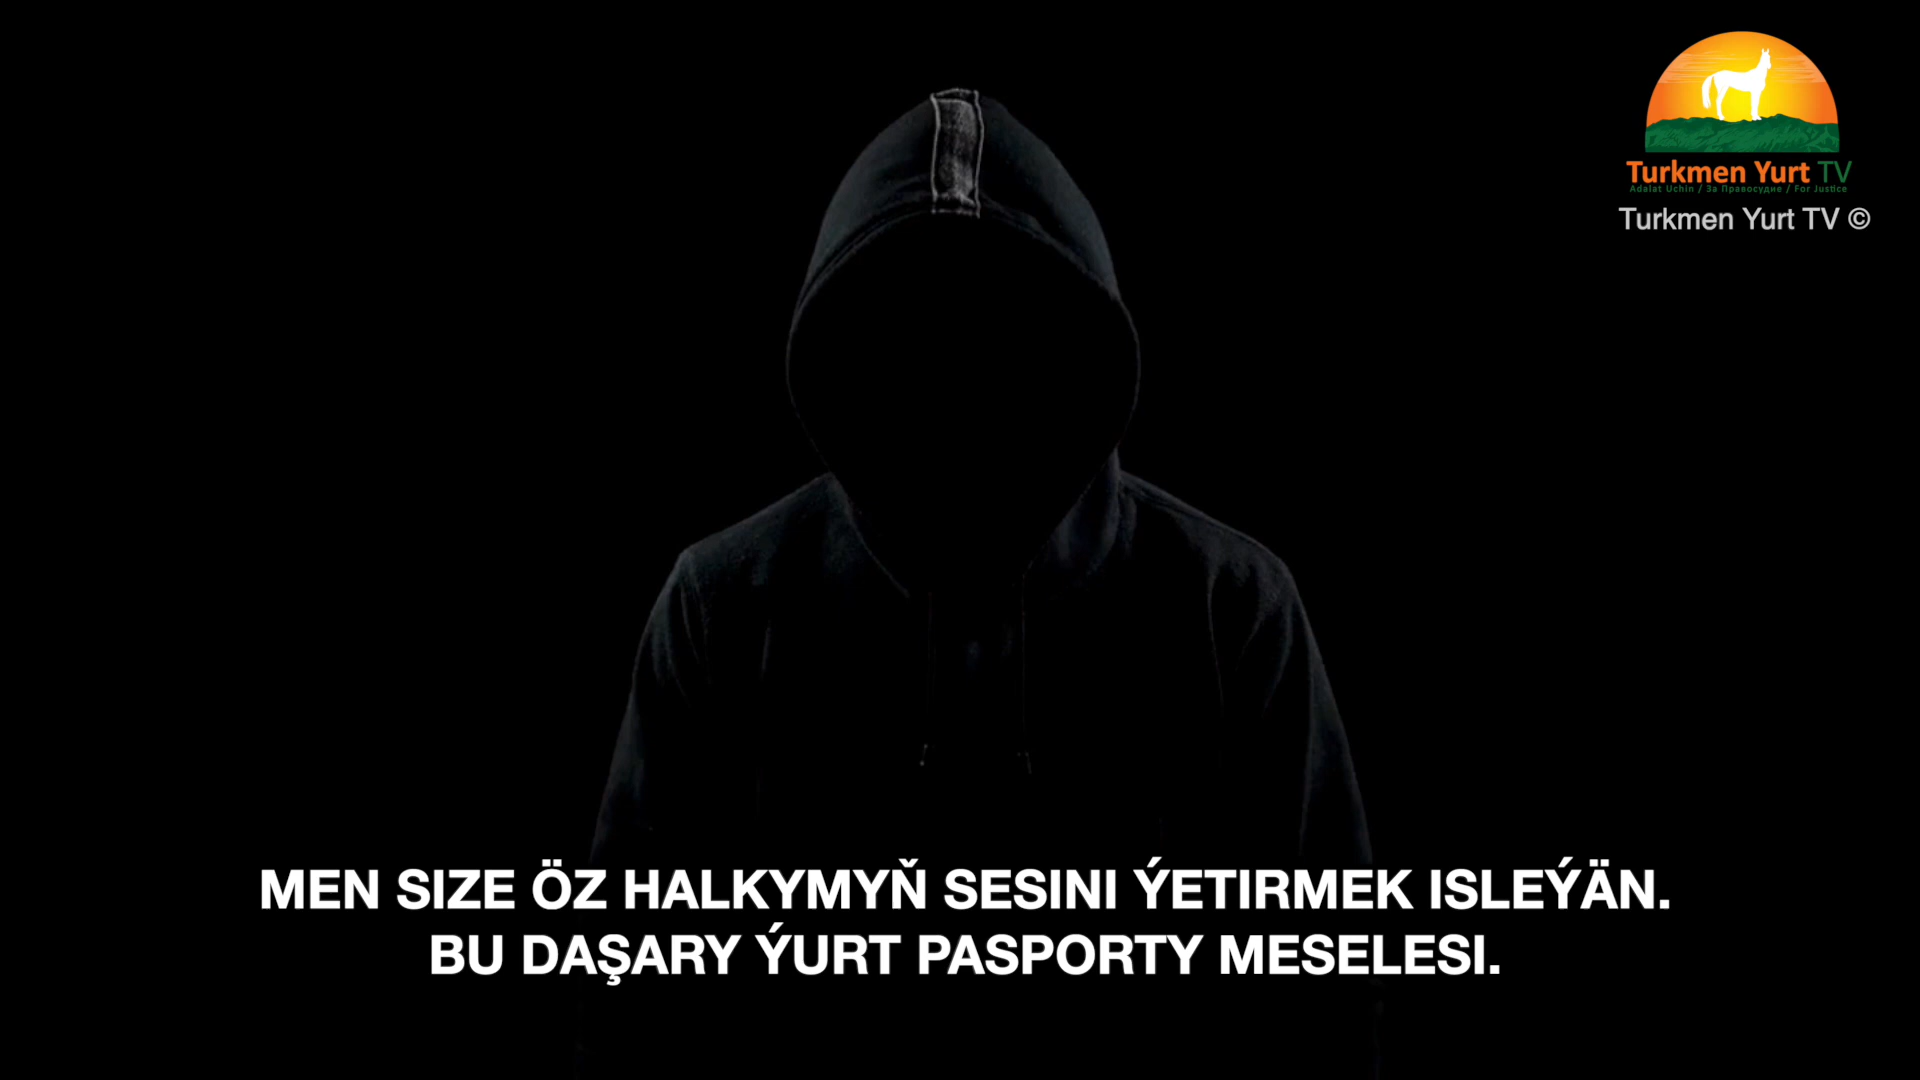 Turkmen Yurt TV
Adalat Uchin / За Правосудие / For Justice
Turkmen Yurt TV ©
MEN SIZE ÖZ HALKYMYŇ SESINI ÝETIRMEK ISLEÝÄN.
BU DAŞARY ÝURT PASPORTY MESELESI.